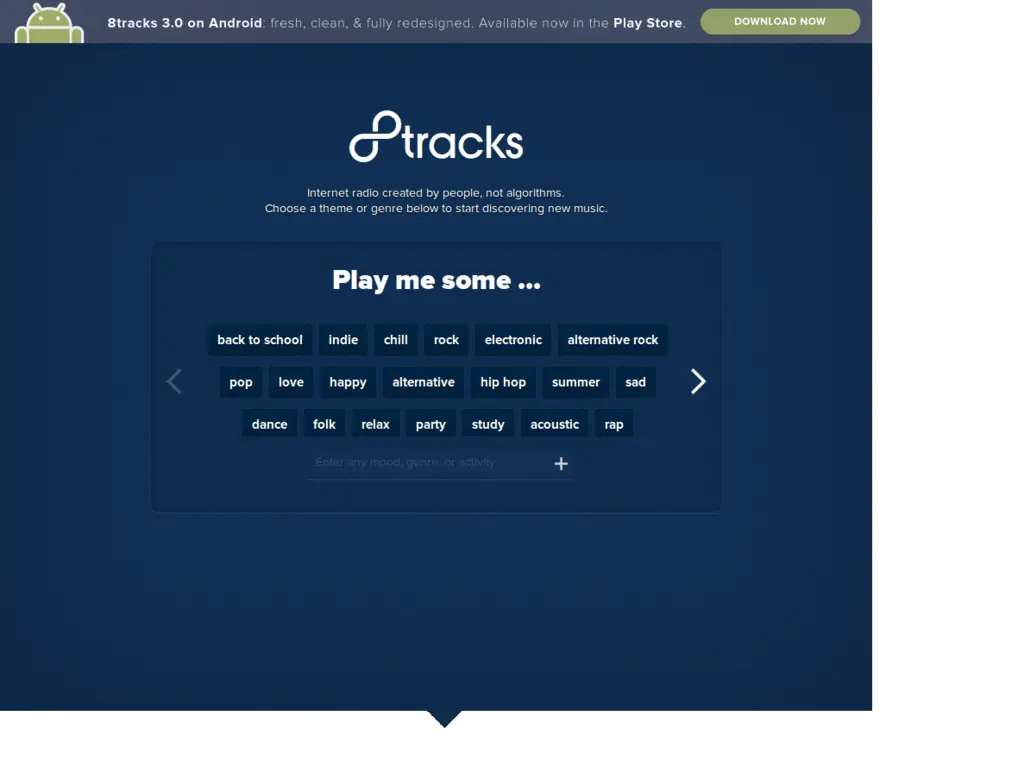 8tracks 3.0 on Android: fresh, clean, & fully redesigned. Available now in the Play Store. DOWNLOAD NOW
8tracks
Internet radio created by people, not algorithms.
Choose a theme or genre below to start discovering new music.
Play me some ...
back to school indie chill rock electronic alternative rock
pop love happy alternative hip hop summer sad
dance folk relax party study acoustic rap
Enter any mood, genre, or activity +